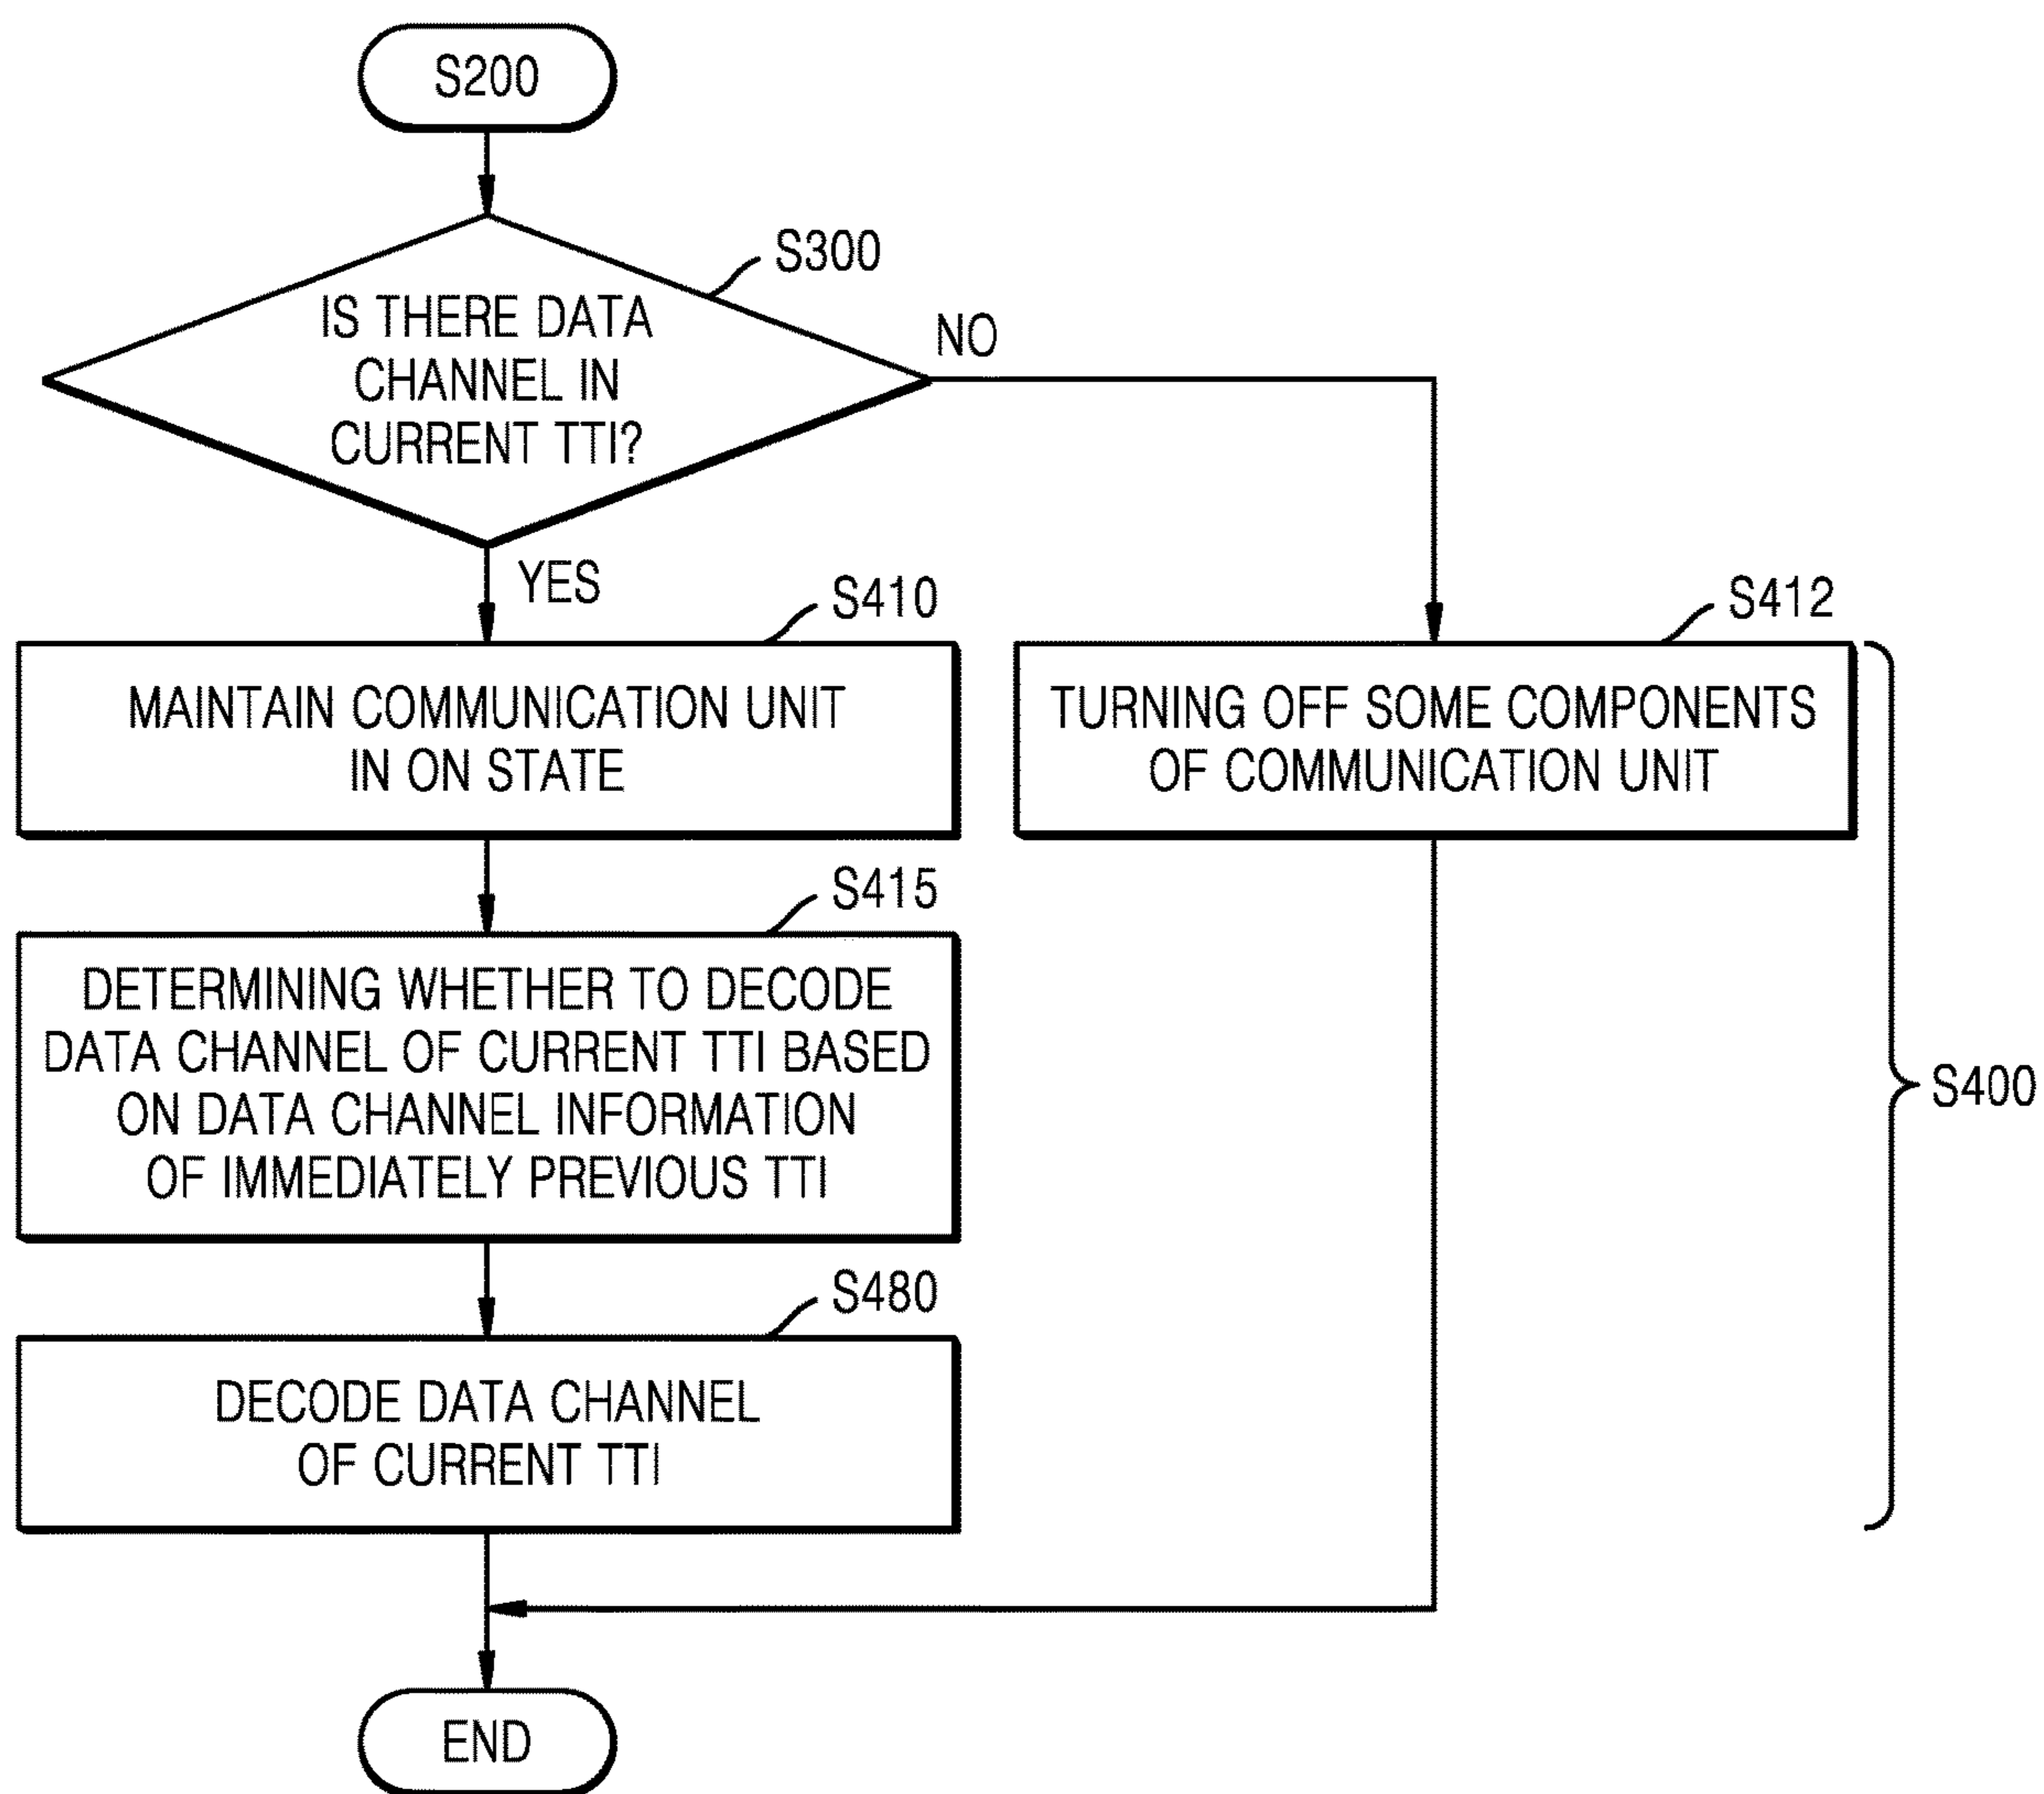 S200
S300
IS THERE DATA
CHANNEL IN
CURRENT TTI?
NO
YES
S410
MAINTAIN COMMUNICATION UNIT
IN ON STATE
S412
TURNING OFF SOME COMPONENTS
OF COMMUNICATION UNIT
S415
DETERMINING WHETHER TO DECODE
DATA CHANNEL OF CURRENT TTI BASED
ON DATA CHANNEL INFORMATION
OF IMMEDIATELY PREVIOUS TTI
S400
S480
DECODE DATA CHANNEL
OF CURRENT TTI
END